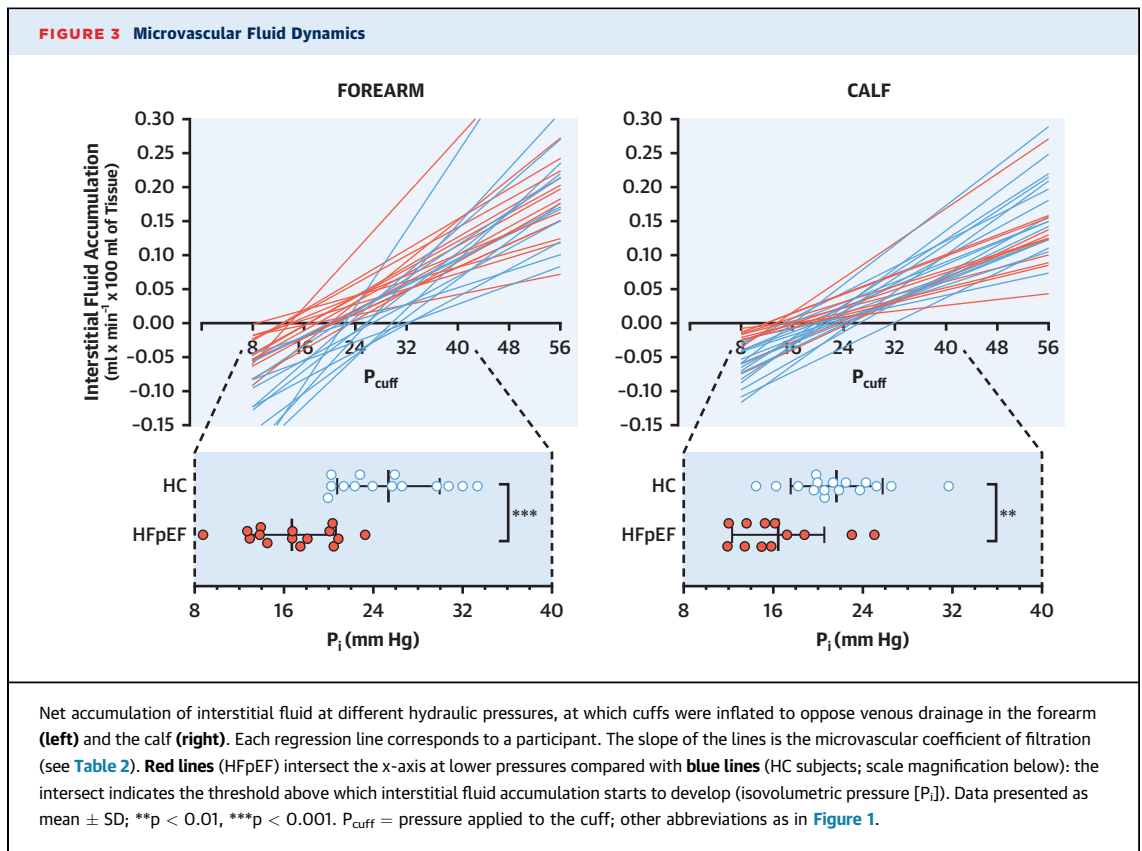 FIGURE 3 Microvascular Fluid Dynamics
FOREARM
CALF
Interstitial Fluid Accumulation
(ml x min⁻¹ x 100 ml of Tissue)
0.30
0.25
0.20
0.15
0.10
0.05
0.00
−0.05
−0.10
−0.15
8 16 24 32 40 48 56
Pcuff
0.30
0.25
0.20
0.15
0.10
0.05
0.00
−0.05
−0.10
−0.15
8 16 24 32 40 48 56
Pcuff
HC
HFpEF
***
8 16 24 32 40
Pi (mm Hg)
HC
HFpEF
**
8 16 24 32 40
Pi (mm Hg)
Net accumulation of interstitial fluid at different hydraulic pressures, at which cuffs were inflated to oppose venous drainage in the forearm
(left) and the calf (right). Each regression line corresponds to a participant. The slope of the lines is the microvascular coefficient of filtration
(see Table 2). Red lines (HFpEF) intersect the x-axis at lower pressures compared with blue lines (HC subjects; scale magnification below): the
intersect indicates the threshold above which interstitial fluid accumulation starts to develop (isovolumetric pressure [Pi]). Data presented as
mean ± SD; **p < 0.01, ***p < 0.001. Pcuff = pressure applied to the cuff; other abbreviations as in Figure 1.